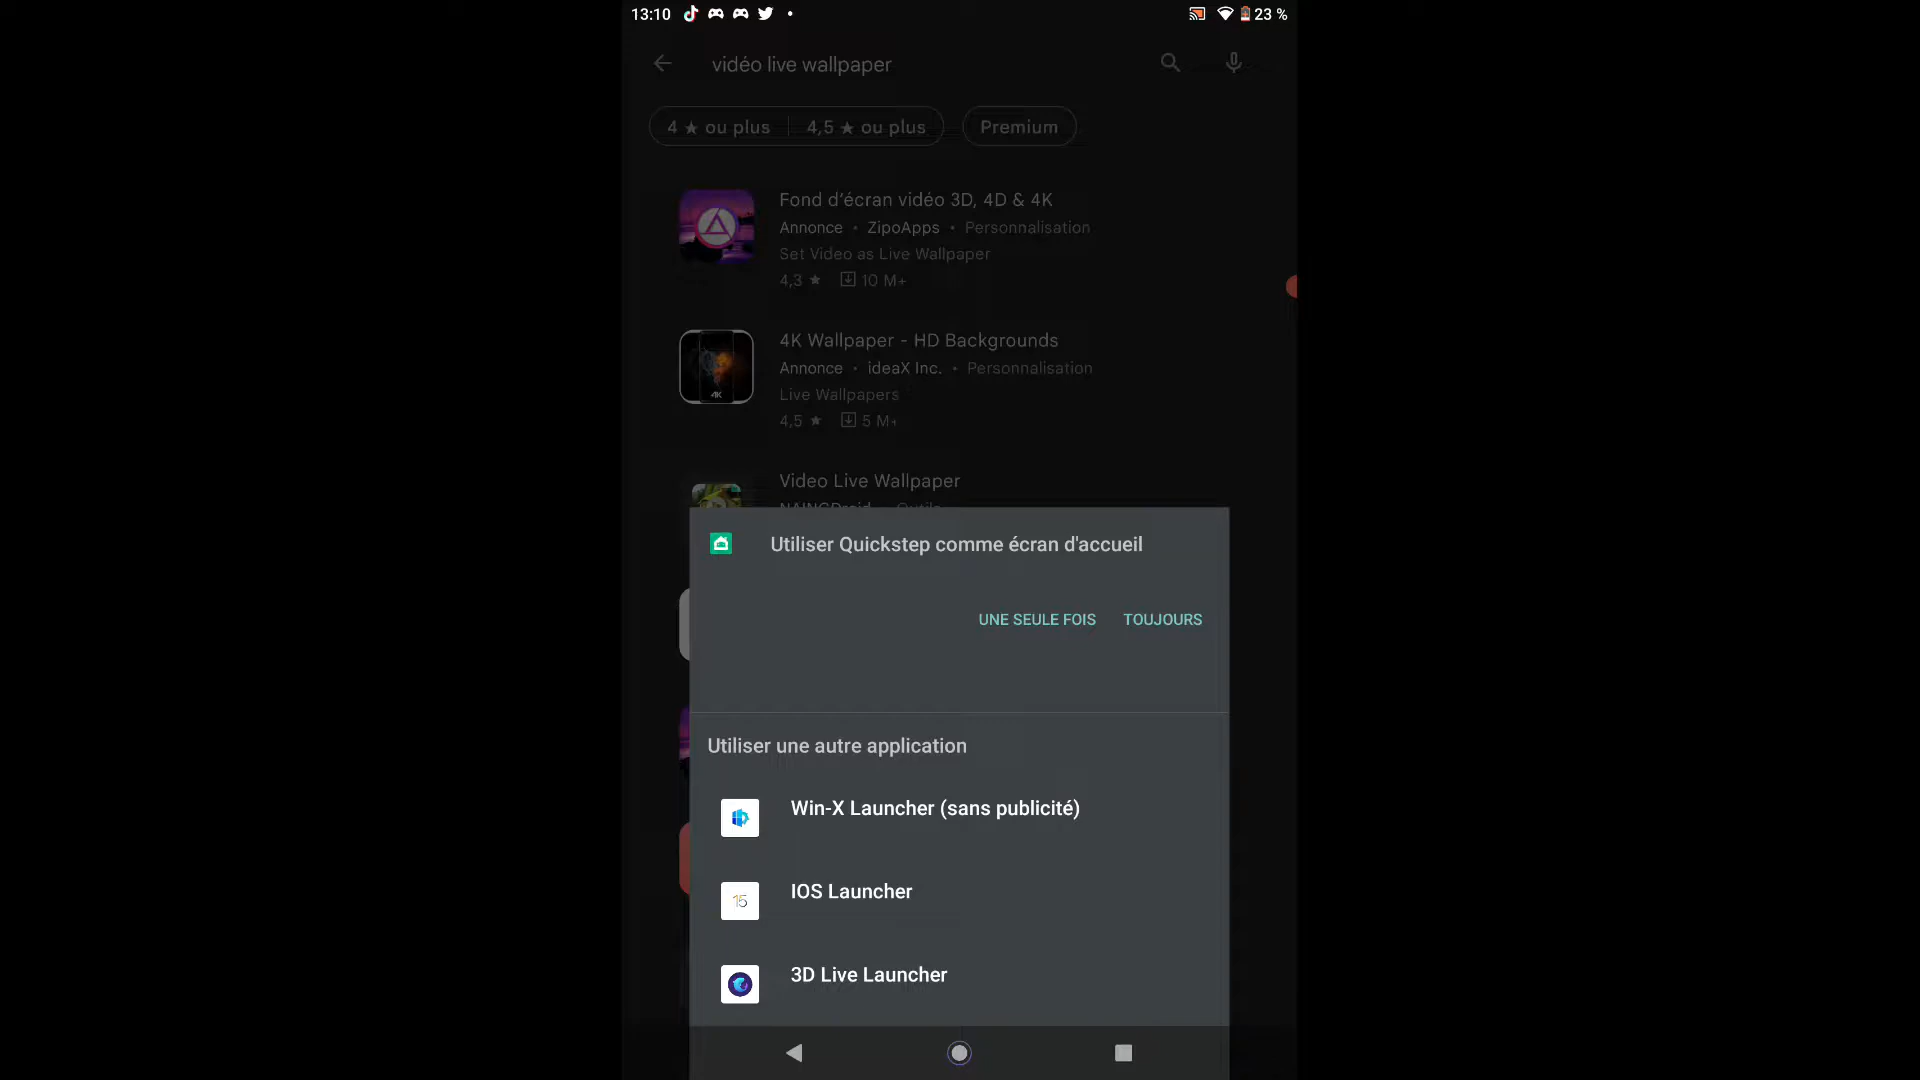 13:10
23 %
vidéo live wallpaper
4 ★ ou plus
4,5 ★ ou plus
Premium
Fond d'écran vidéo 3D, 4D & 4K
Annonce • ZipoApps • Personnalisation
Set Video as Live Wallpaper
4,3 ★ 10 M+
4K Wallpaper - HD Backgrounds
Annonce • ideaX Inc. • Personnalisation
Live Wallpapers
4,5 ★ 5 M+
4K
Video Live Wallpaper
Utiliser Quickstep comme écran d'accueil
UNE SEULE FOIS
TOUJOURS
Utiliser une autre application
Win-X Launcher (sans publicité)
15
IOS Launcher
3D Live Launcher